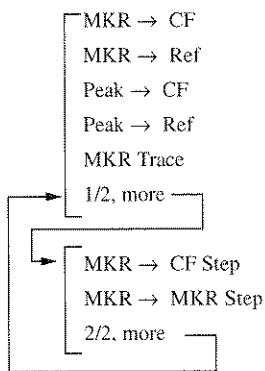 MKR → CF
MKR → Ref
Peak → CF
Peak → Ref
MKR Trace
1/2, more
MKR → CF Step
MKR → MKR Step
2/2, more